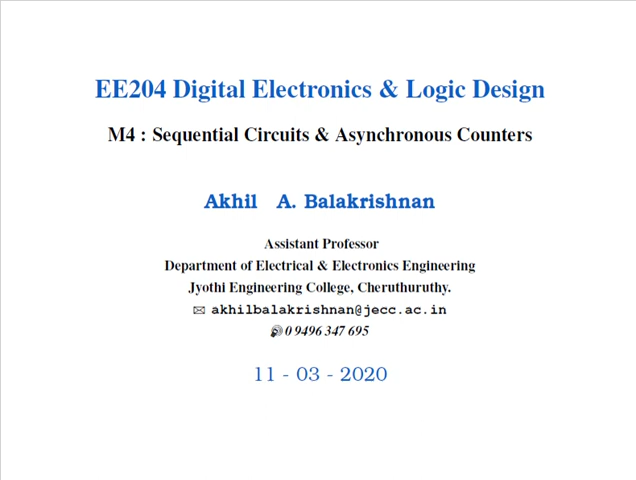 EE204 Digital Electronics & Logic Design
M4 : Sequential Circuits & Asynchronous Counters
Akhil A. Balakrishnan
Assistant Professor
Department of Electrical & Electronics Engineering
Jyothi Engineering College, Cheruthuruthy.
✉ akhilbalakrishnan@jecc.ac.in
0 9496 347 695
11 - 03 - 2020